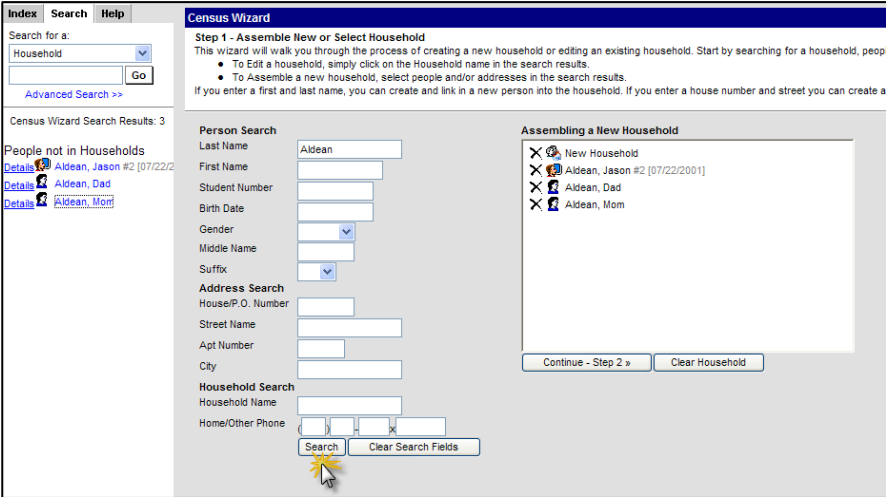 Index Search Help
Search for a:
Household
Go
Advanced Search >>
Census Wizard Search Results: 3
People not in Households
Details Aldean, Jason #2 [07/22/2
Details Aldean, Dad
Details Aldean, Mom
Census Wizard
Step 1 - Assemble New or Select Household
This wizard will walk you through the process of creating a new household or editing an existing household. Start by searching for a household, peop
• To Edit a household, simply click on the Household name in the search results.
• To Assemble a new household, select people and/or addresses in the search results.
If you enter a first and last name, you can create and link in a new person into the household. If you enter a house number and street you can create a
Person Search
Last Name Aldean
First Name
Student Number
Birth Date
Gender
Middle Name
Suffix
Address Search
House/P.O. Number
Street Name
Apt Number
City
Household Search
Household Name
Home/Other Phone ( ) - x
Search Clear Search Fields
Assembling a New Household
New Household
Aldean, Jason #2 [07/22/2001]
Aldean, Dad
Aldean, Mom
Continue - Step 2 » Clear Household